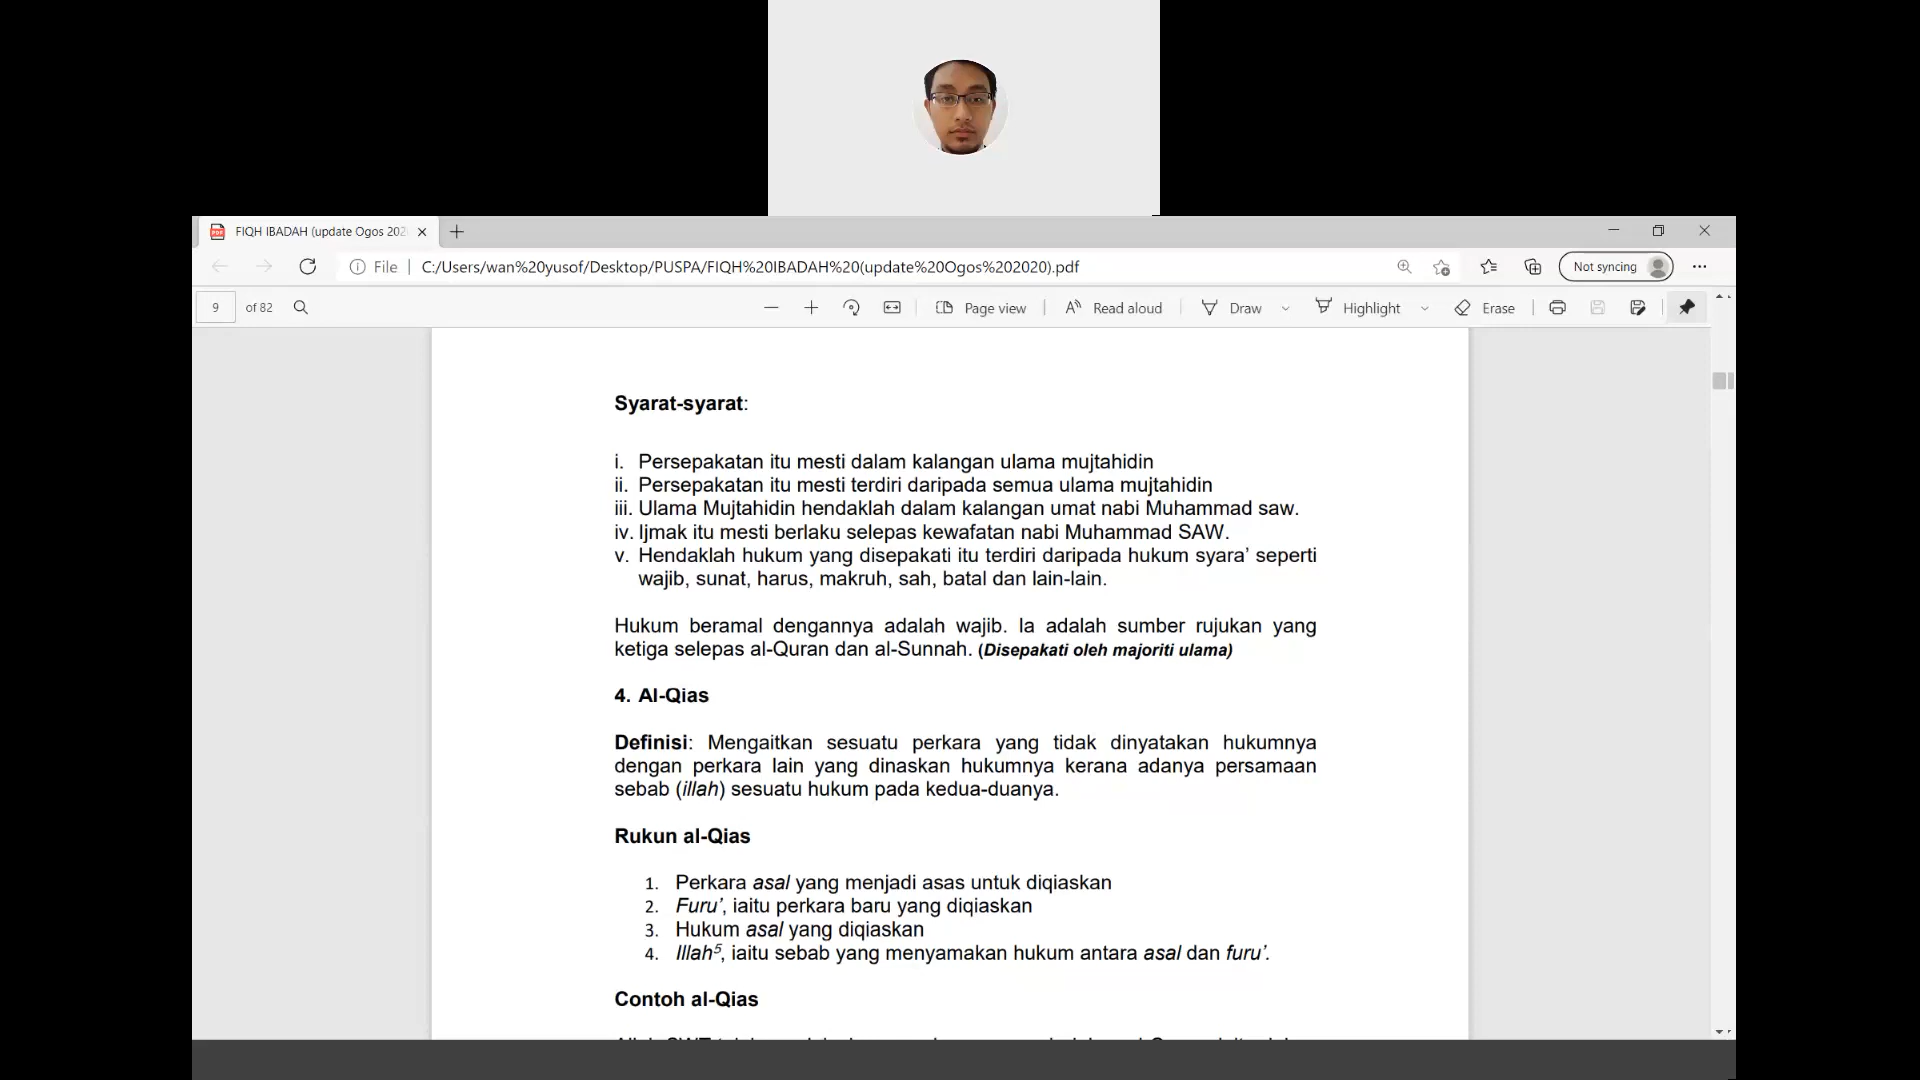 FIQH IBADAH (update Ogos 202
File
C:/Users/wan%20yusof/Desktop/PUSPA/FIQH%20IBADAH%20(update%20Ogos%202020).pdf
Not syncing
9 of 82
Page view
Read aloud
Draw
Highlight
Erase
Syarat-syarat:
i. Persepakatan itu mesti dalam kalangan ulama mujtahidin
ii. Persepakatan itu mesti terdiri daripada semua ulama mujtahidin
iii. Ulama Mujtahidin hendaklah dalam kalangan umat nabi Muhammad saw.
iv. Ijmak itu mesti berlaku selepas kewafatan nabi Muhammad SAW.
v. Hendaklah hukum yang disepakati itu terdiri daripada hukum syara’ seperti
wajib, sunat, harus, makruh, sah, batal dan lain-lain.
Hukum beramal dengannya adalah wajib. Ia adalah sumber rujukan yang
ketiga selepas al-Quran dan al-Sunnah. (Disepakati oleh majoriti ulama)
4. Al-Qias
Definisi: Mengaitkan sesuatu perkara yang tidak dinyatakan hukumnya
dengan perkara lain yang dinaskan hukumnya kerana adanya persamaan
sebab (illah) sesuatu hukum pada kedua-duanya.
Rukun al-Qias
1. Perkara asal yang menjadi asas untuk diqiaskan
2. Furu’, iaitu perkara baru yang diqiaskan
3. Hukum asal yang diqiaskan
4. Illah⁵, iaitu sebab yang menyamakan hukum antara asal dan furu’.
Contoh al-Qias